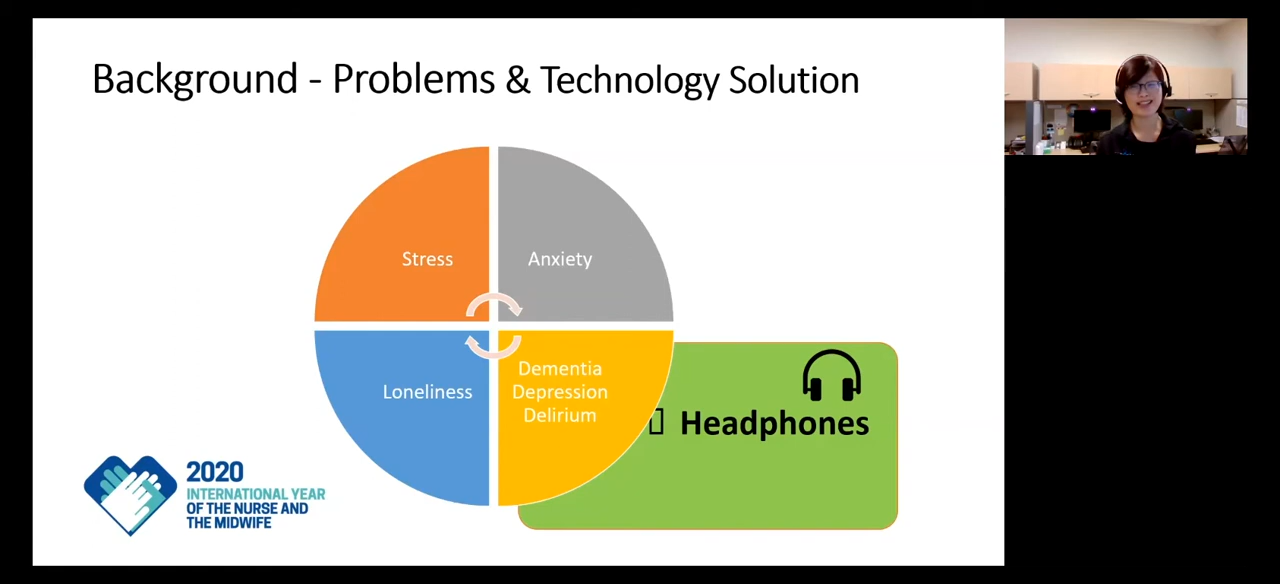 Background - Problems & Technology Solution
Stress
Anxiety
Loneliness
Dementia
Depression
Delirium
Headphones
2020
INTERNATIONAL YEAR
OF THE NURSE AND
THE MIDWIFE